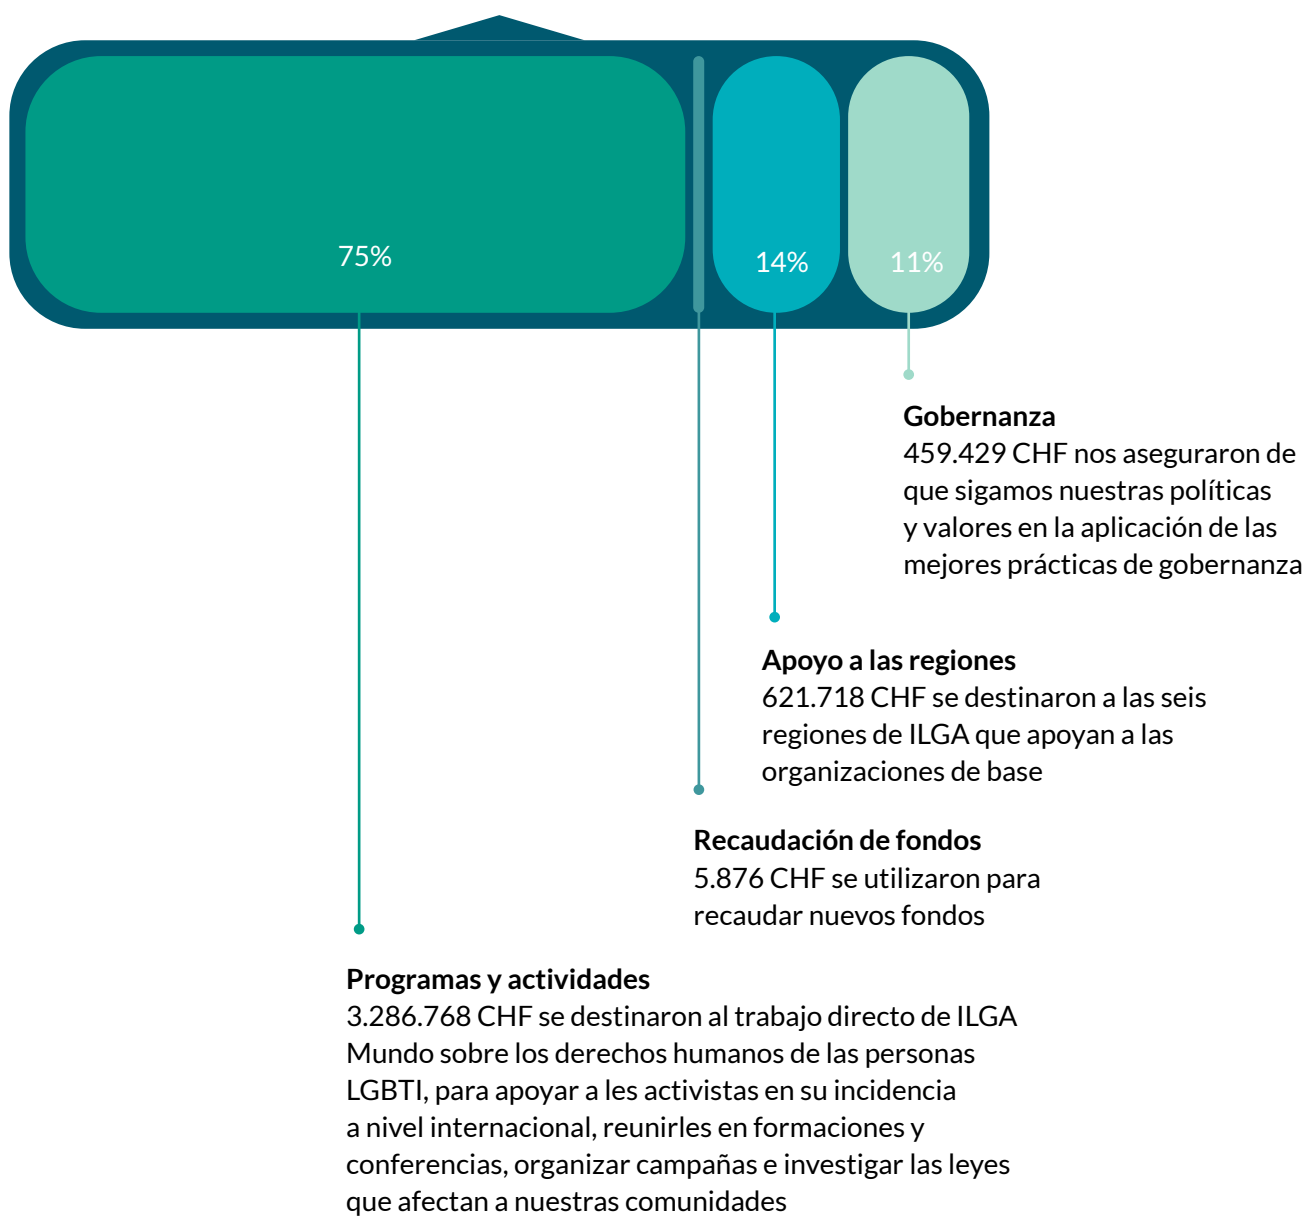 75%
14%
11%
Gobernanza
459.429 CHF nos aseguraron de
que sigamos nuestras políticas
y valores en la aplicación de las
mejores prácticas de gobernanza
Apoyo a las regiones
621.718 CHF se destinaron a las seis
regiones de ILGA que apoyan a las
organizaciones de base
Recaudación de fondos
5.876 CHF se utilizaron para
recaudar nuevos fondos
Programas y actividades
3.286.768 CHF se destinaron al trabajo directo de ILGA
Mundo sobre los derechos humanos de las personas
LGBTI, para apoyar a les activistas en su incidencia
a nivel internacional, reunirles en formaciones y
conferencias, organizar campañas e investigar las leyes
que afectan a nuestras comunidades